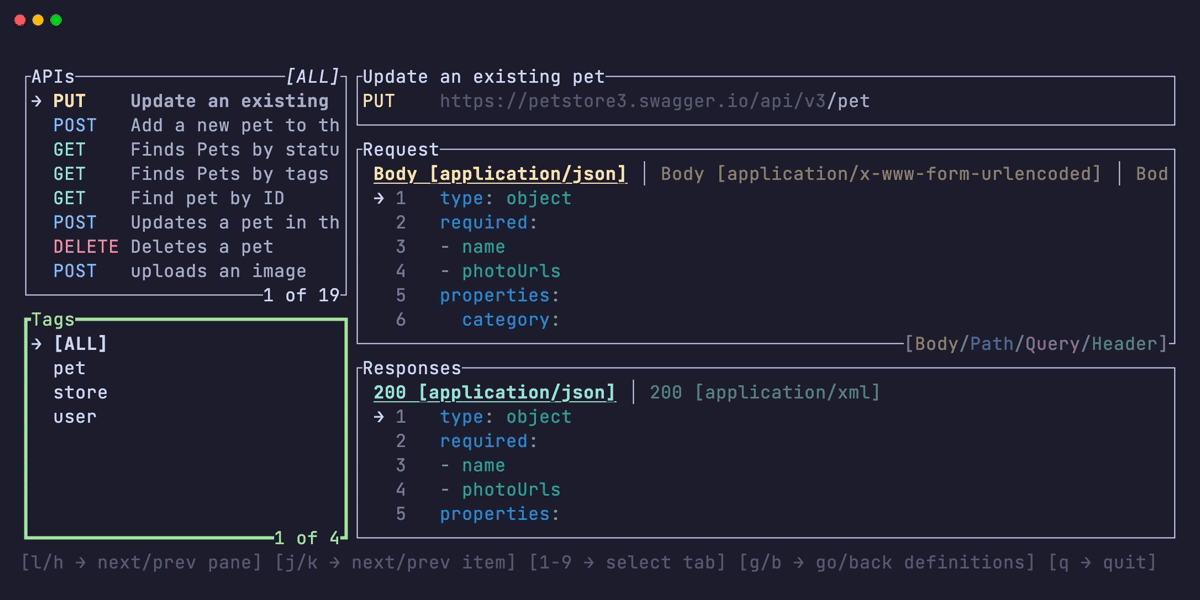 APIs [ALL]
→ PUT Update an existing
POST Add a new pet to th
GET Finds Pets by statu
GET Finds Pets by tags
GET Find pet by ID
POST Updates a pet in th
DELETE Deletes a pet
POST uploads an image
1 of 19
Tags
→ [ALL]
pet
store
user
1 of 4
Update an existing pet
PUT https://petstore3.swagger.io/api/v3/pet
Request
Body [application/json] │ Body [application/x-www-form-urlencoded] │ Bod
→ 1 type: object
2 required:
3 - name
4 - photoUrls
5 properties:
6 category:
[Body/Path/Query/Header]
Responses
200 [application/json] │ 200 [application/xml]
→ 1 type: object
2 required:
3 - name
4 - photoUrls
5 properties:
[l/h → next/prev pane] [j/k → next/prev item] [1-9 → select tab] [g/b → go/back definitions] [q → quit]